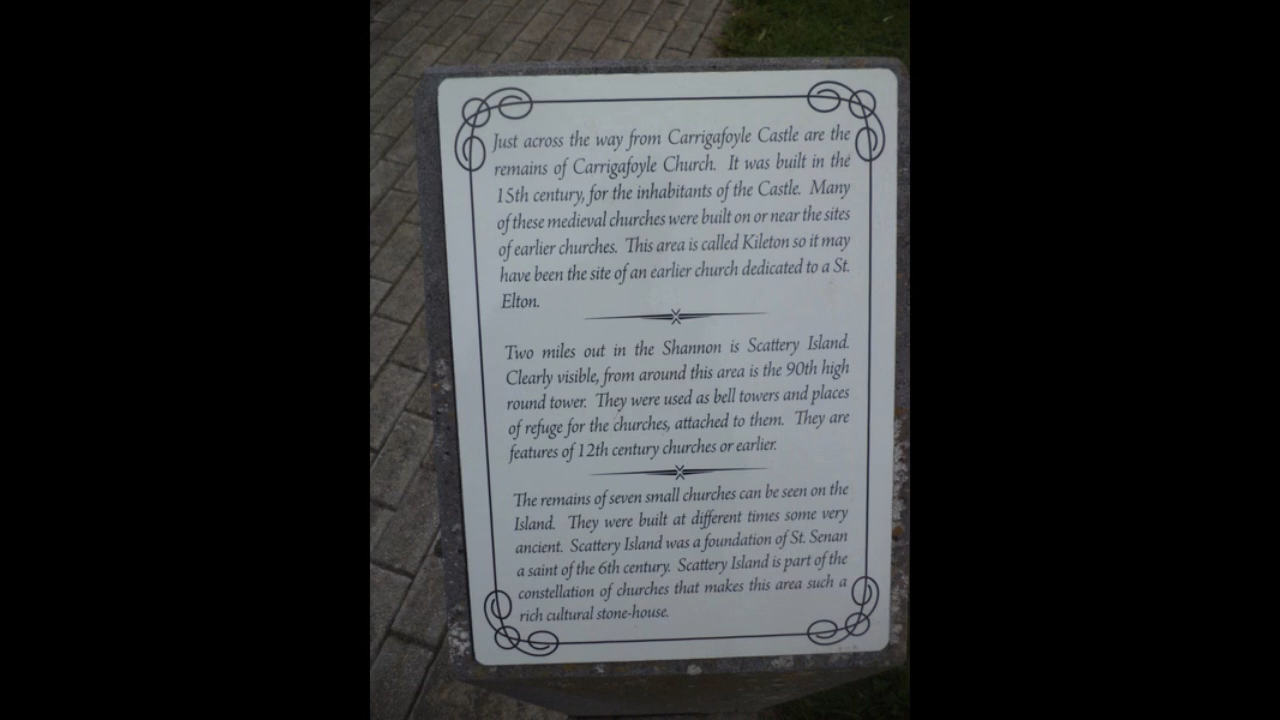 Just across the way from Carrigafoyle Castle are the
remains of Carrigafoyle Church. It was built in the
15th century, for the inhabitants of the Castle. Many
of these medieval churches were built on or near the sites
of earlier churches. This area is called Kileton so it may
have been the site of an earlier church dedicated to a St.
Elton.
Two miles out in the Shannon is Scattery Island.
Clearly visible, from around this area is the 90th high
round tower. They were used as bell towers and places
of refuge for the churches, attached to them. They are
features of 12th century churches or earlier.
The remains of seven small churches can be seen on the
Island. They were built at different times some very
ancient. Scattery Island was a foundation of St. Senan
a saint of the 6th century. Scattery Island is part of the
constellation of churches that makes this area such a
rich cultural stone-house.